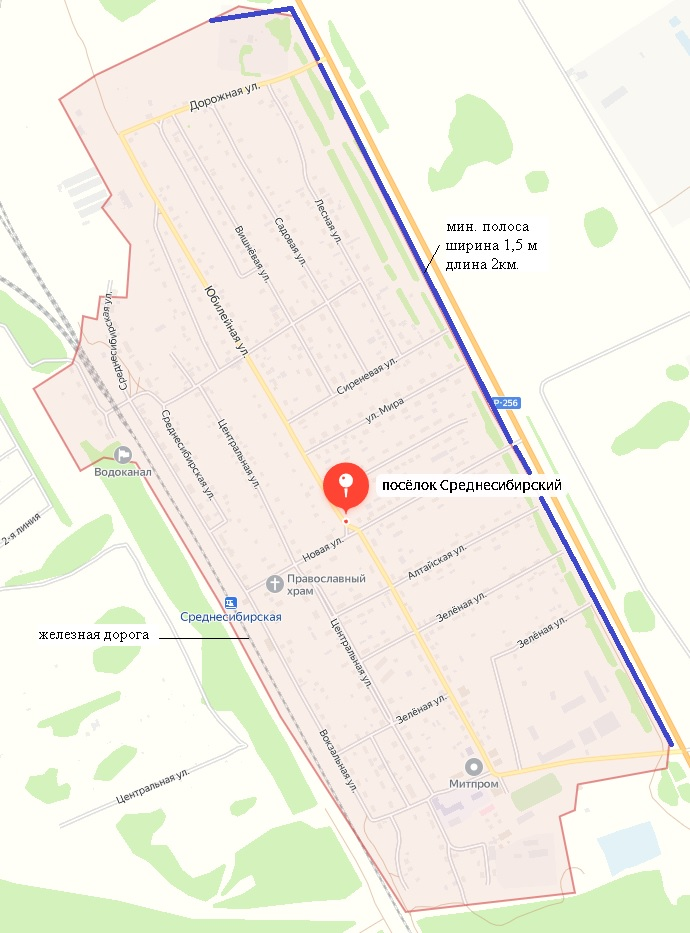 Дорожная ул.
Лесная ул.
Садовая ул.
Вишнёвая ул.
мин. полоса
ширина 1,5 м
длина 2км.
Юбилейная ул.
Среднесибирская ул.
Сиреневая ул.
ул. Мира
Р-256
Среднесибирская ул.
Центральная ул.
Водоканал
посёлок Среднесибирский
2-я линия
Новая ул.
Алтайская ул.
Православный
храм
Среднесибирская
Зелёная ул.
железная дорога
Зелёная ул.
Центральная ул.
Зелёная ул.
Вокзальная ул.
Центральная ул.
Митпром